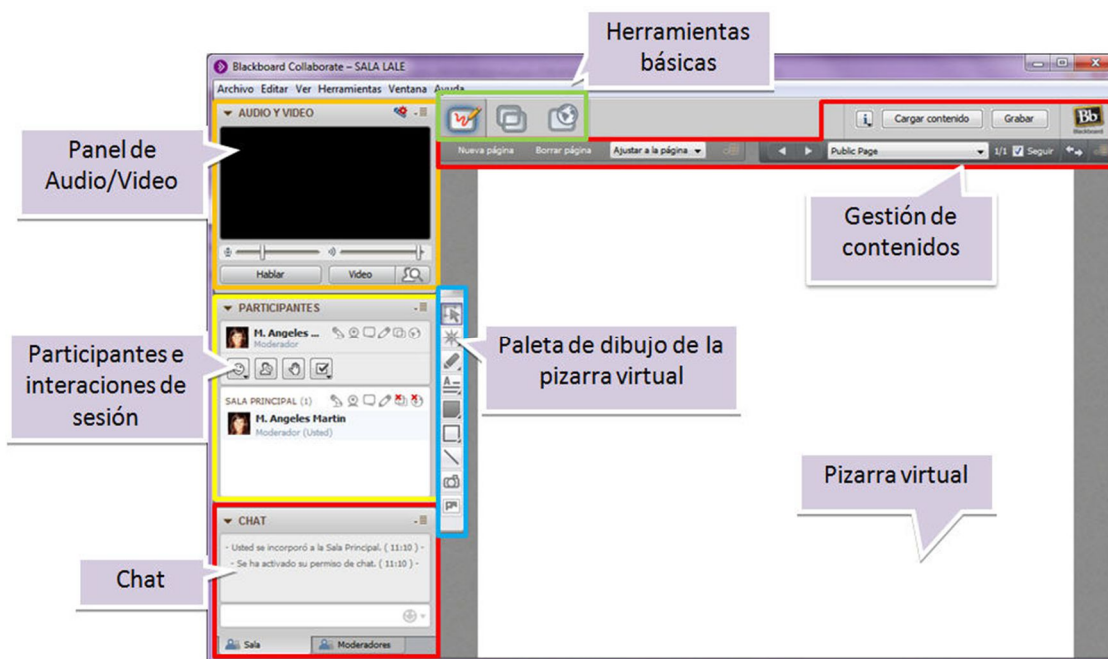 Herramientas
básicas
Blackboard Collaborate – SALA LALE
Archivo Editar Ver Herramientas Ventana Ayuda
AUDIO Y VIDEO
Cargar contenido
Grabar
Bb
Blackboard
Nueva página
Borrar página
Ajustar a la página
Public Page
1/1
Seguir
Panel de
Audio/Video
Gestión de
contenidos
Hablar
Video
PARTICIPANTES
M. Angeles ...
Moderador
Participantes e
interaciones de
sesión
Paleta de dibujo de la
pizarra virtual
SALA PRINCIPAL (1)
M. Angeles Martin
Moderador (Usted)
Pizarra virtual
CHAT
- Usted se incorporó a la Sala Principal. ( 11:10 ) -
- Se ha activado su permiso de chat. ( 11:10 ) -
Chat
Sala
Moderadores